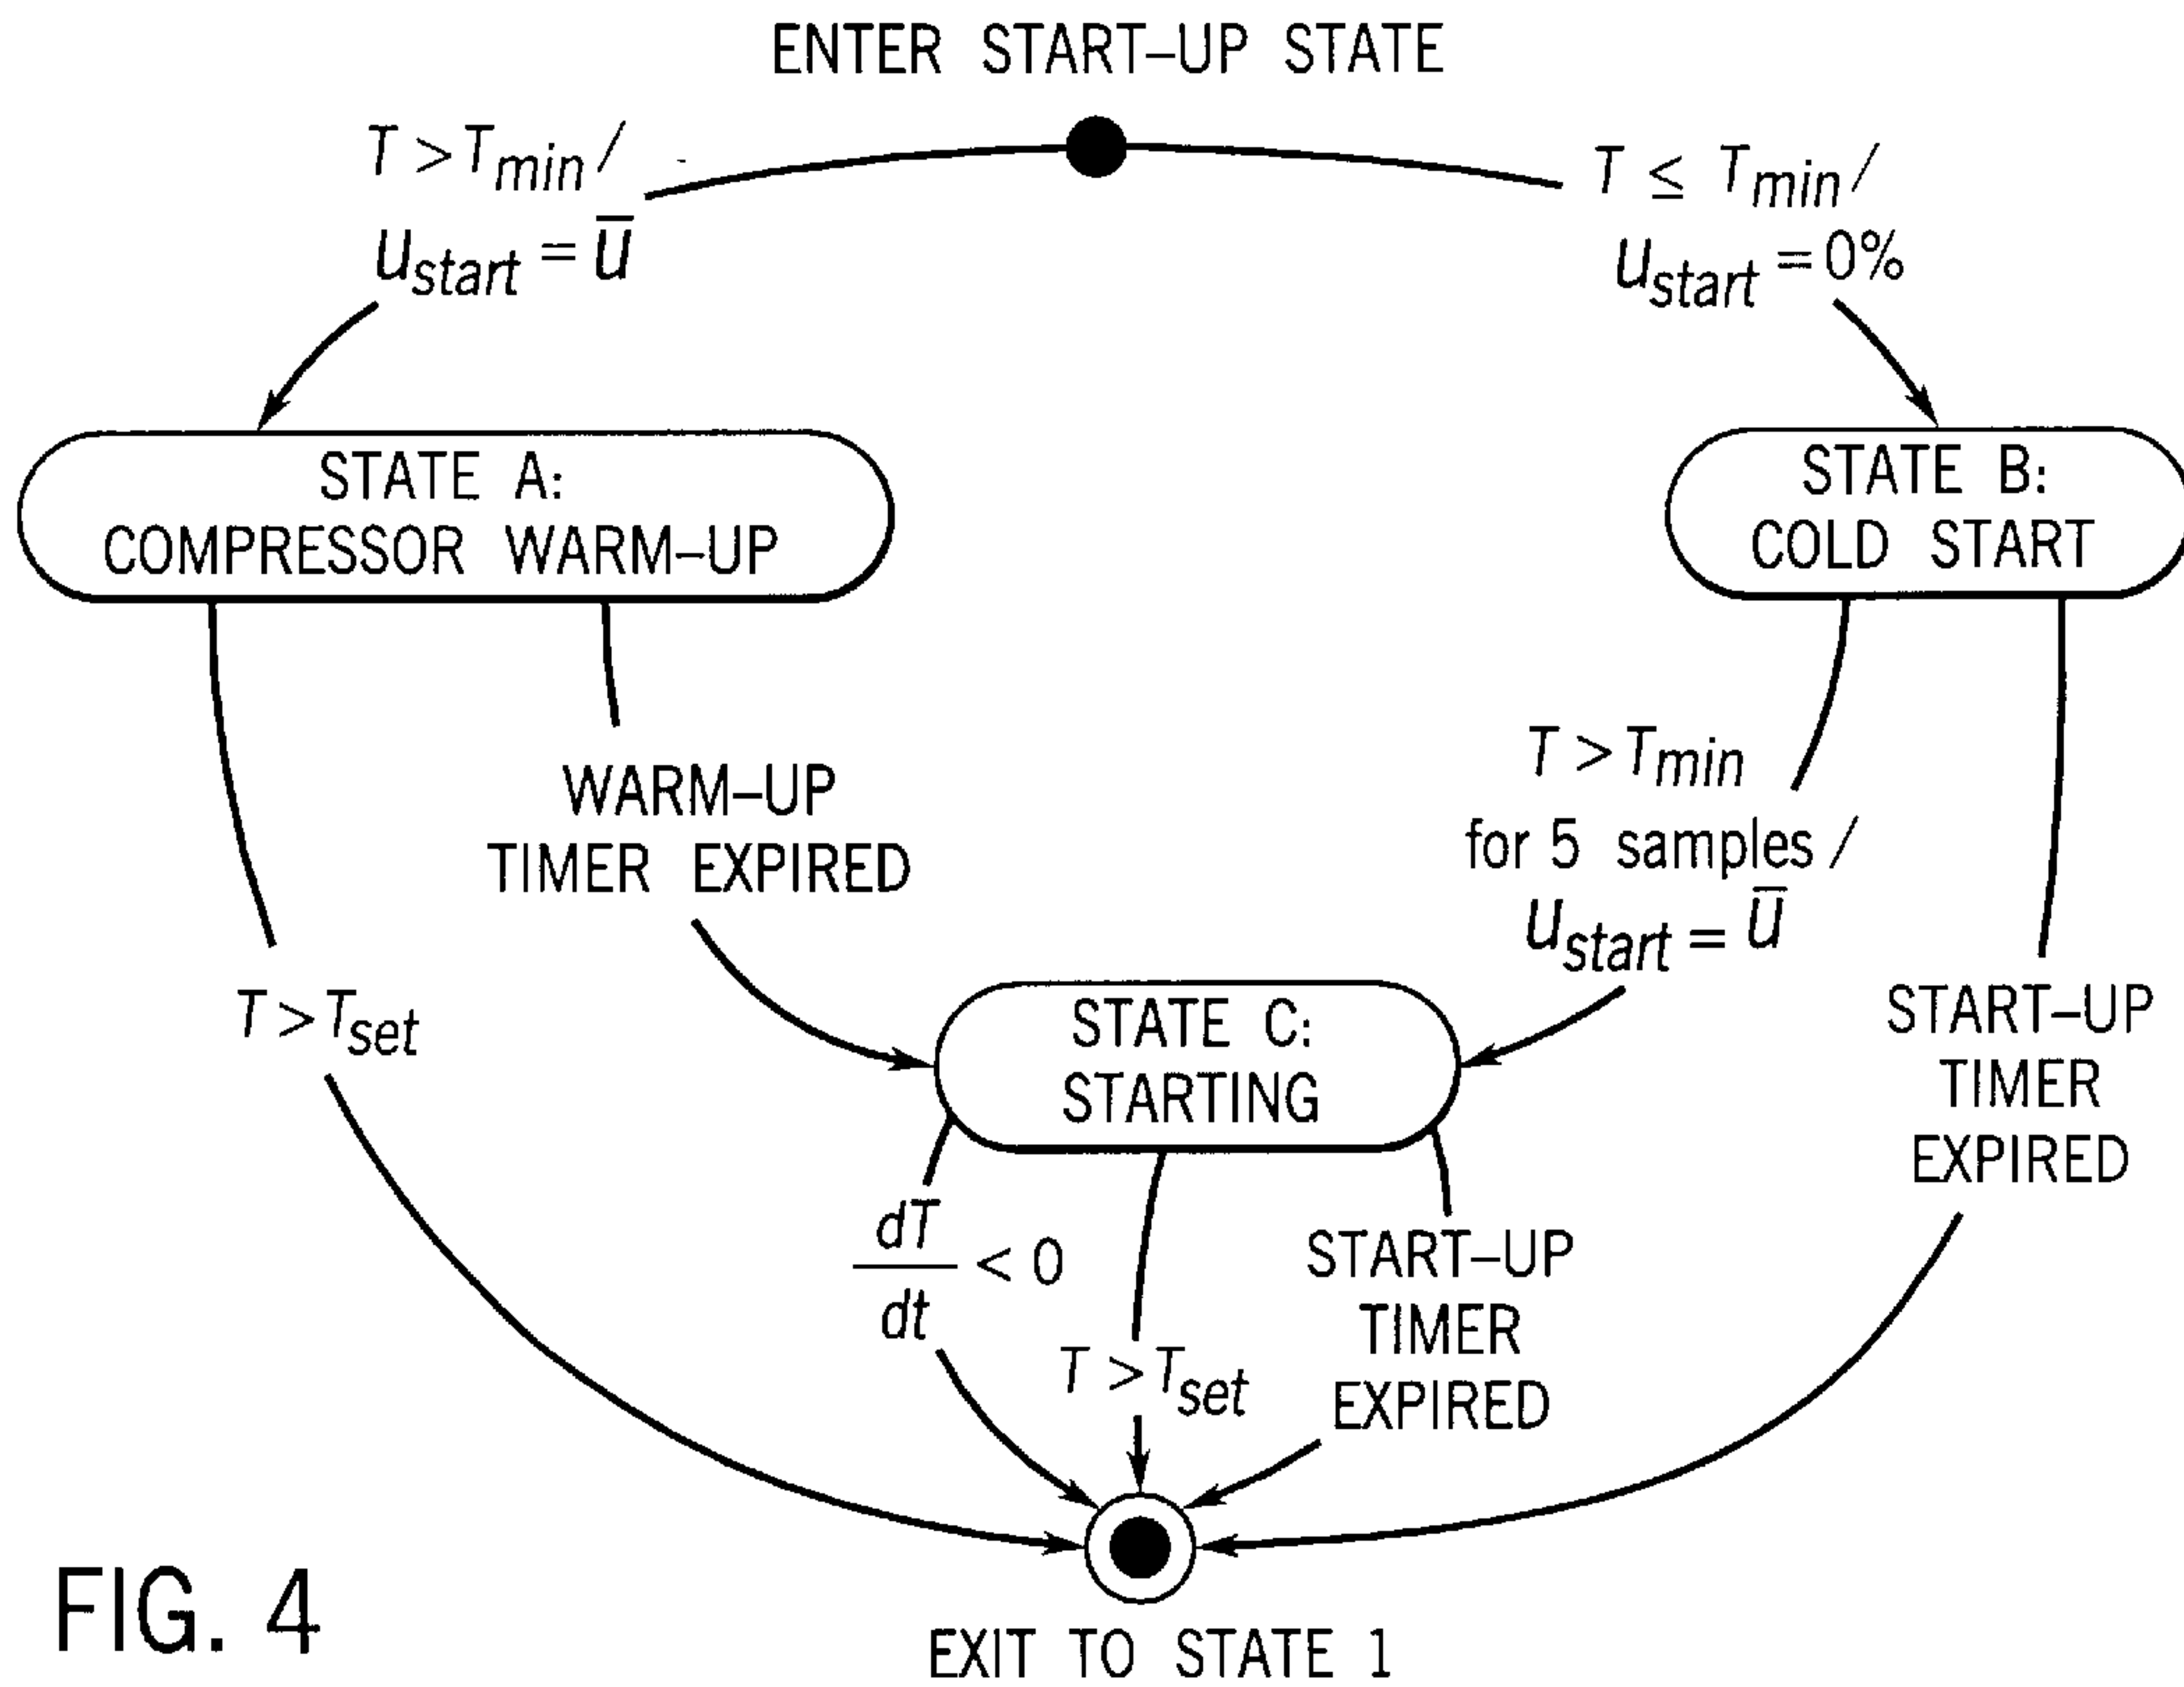 ENTER START–UP STATE
T > Tmin /
ustart = ū
T ≤ Tmin /
ustart = 0%
STATE A:
COMPRESSOR WARM–UP
STATE B:
COLD START
WARM–UP
TIMER EXPIRED
T > Tmin
for 5 samples /
ustart = ū
T > Tset
STATE C:
STARTING
START–UP
TIMER
EXPIRED
dT
dt
< 0
T > Tset
START–UP
TIMER
EXPIRED
FIG. 4
EXIT TO STATE 1